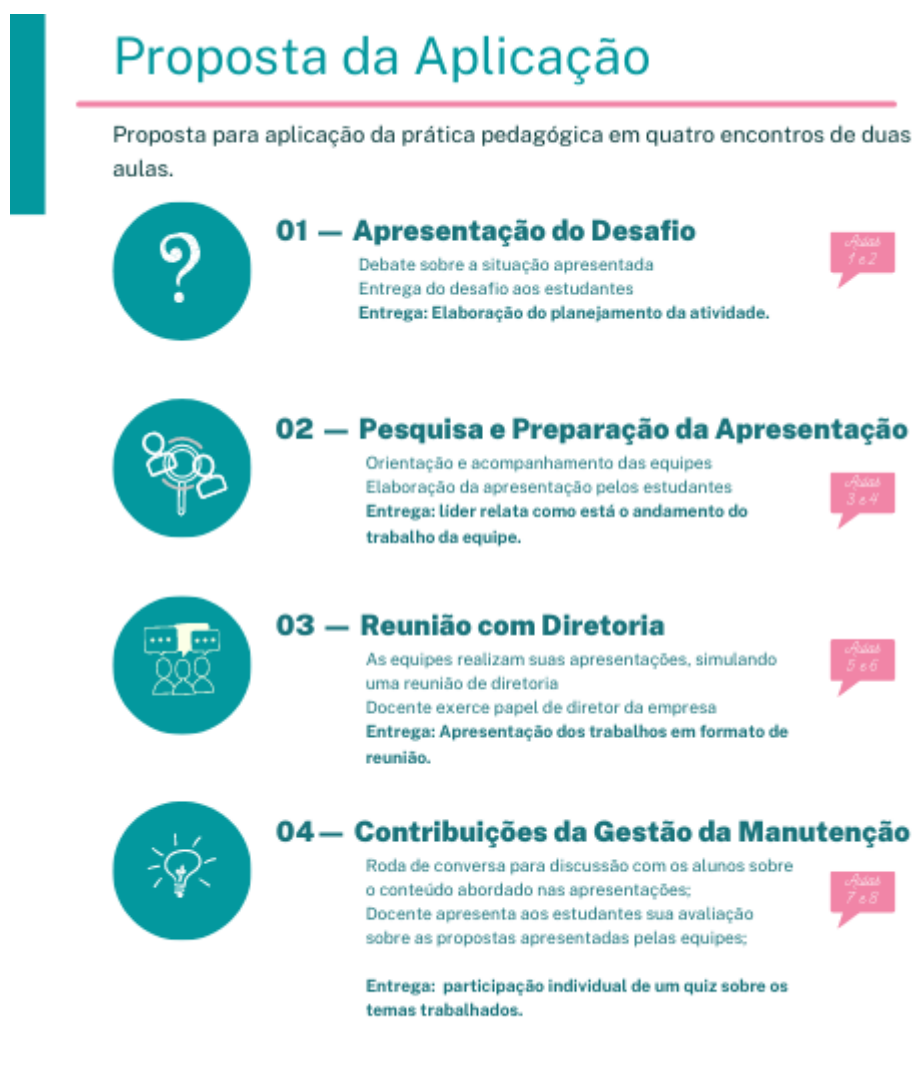 Proposta da Aplicação
Proposta para aplicação da prática pedagógica em quatro encontros de duas
aulas.
?
01 — Apresentação do Desafio
Debate sobre a situação apresentada
Entrega do desafio aos estudantes
Entrega: Elaboração do planejamento da atividade.
Aulas
1 e 2
02 — Pesquisa e Preparação da Apresentação
Orientação e acompanhamento das equipes
Elaboração da apresentação pelos estudantes
Entrega: líder relata como está o andamento do
trabalho da equipe.
Aulas
3 e 4
03 — Reunião com Diretoria
As equipes realizam suas apresentações, simulando
uma reunião de diretoria
Docente exerce papel de diretor da empresa
Entrega: Apresentação dos trabalhos em formato de
reunião.
Aulas
5 e 6
04— Contribuições da Gestão da Manutenção
Roda de conversa para discussão com os alunos sobre
o conteúdo abordado nas apresentações;
Docente apresenta aos estudantes sua avaliação
sobre as propostas apresentadas pelas equipes;
Entrega: participação individual de um quiz sobre os
temas trabalhados.
Aulas
7 e 8